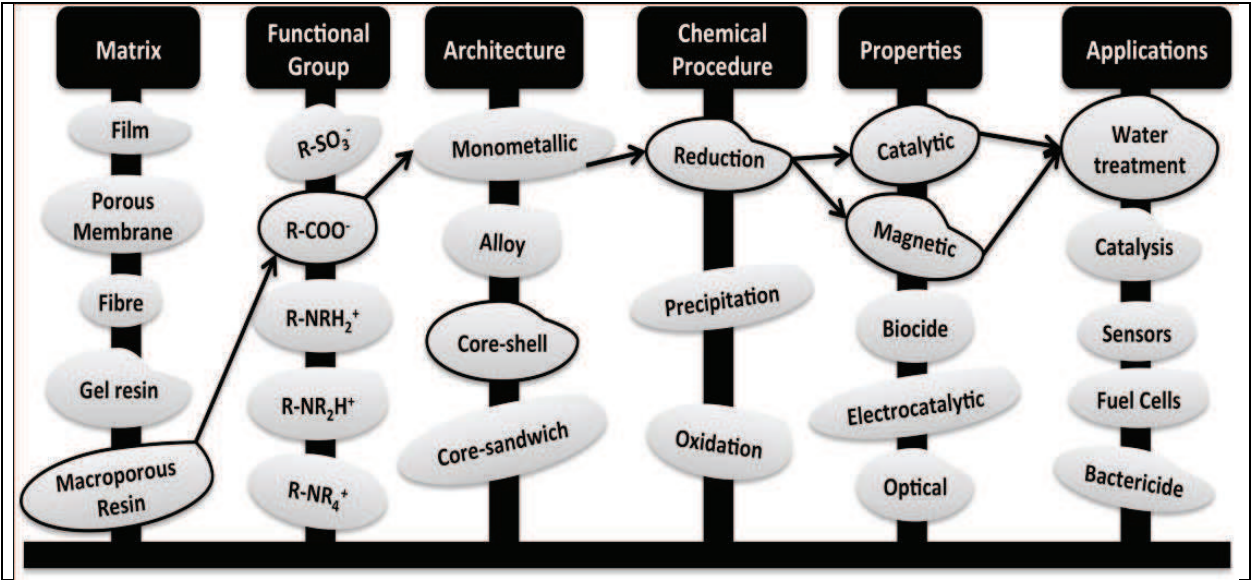 Matrix
Film
Porous
Membrane
Fibre
Gel resin
Macroporous
Resin
Functional
Group
R-SO₃⁻
R-COO⁻
R-NRH₂⁺
R-NR₂H⁺
R-NR₄⁺
Architecture
Monometallic
Alloy
Core-shell
Core-sandwich
Chemical
Procedure
Reduction
Precipitation
Oxidation
Properties
Catalytic
Magnetic
Biocide
Electrocatalytic
Optical
Applications
Water
treatment
Catalysis
Sensors
Fuel Cells
Bactericide